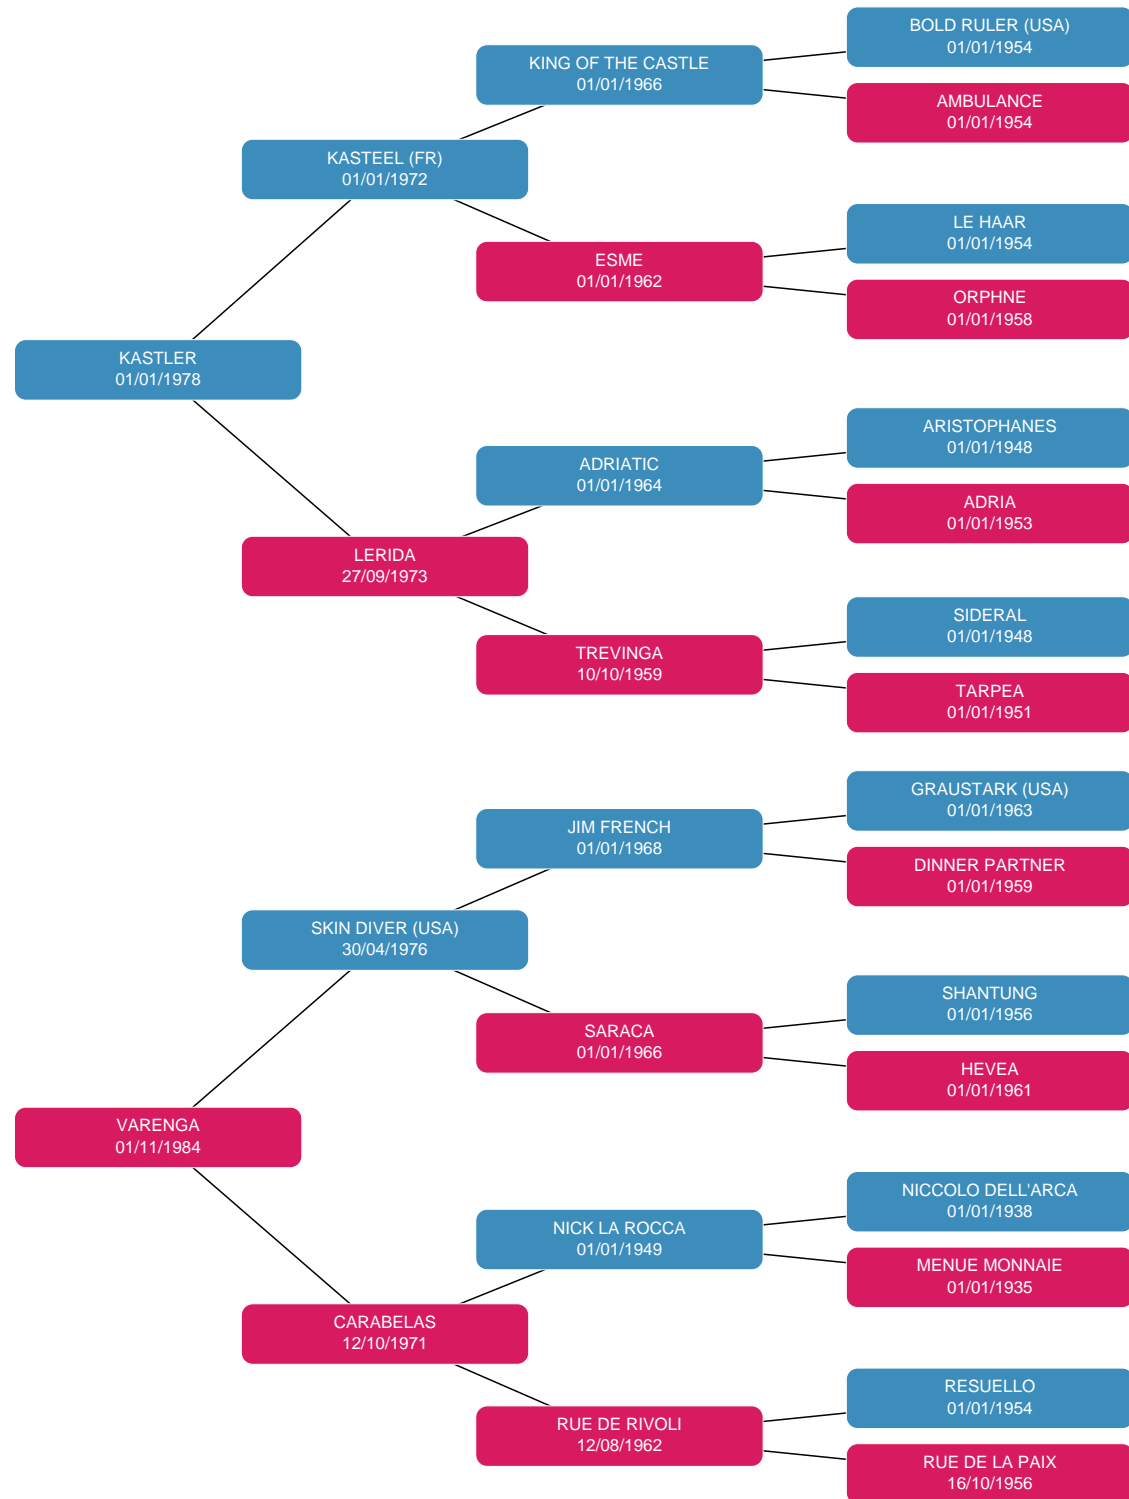 BOLD RULER (USA)
01/01/1954
KING OF THE CASTLE
01/01/1966
AMBULANCE
01/01/1954
KASTEEL (FR)
01/01/1972
LE HAAR
01/01/1954
ESME
01/01/1962
ORPHNE
01/01/1958
KASTLER
01/01/1978
ARISTOPHANES
01/01/1948
ADRIATIC
01/01/1964
ADRIA
01/01/1953
LERIDA
27/09/1973
SIDERAL
01/01/1948
TREVINGA
10/10/1959
TARPEA
01/01/1951
GRAUSTARK (USA)
01/01/1963
JIM FRENCH
01/01/1968
DINNER PARTNER
01/01/1959
SKIN DIVER (USA)
30/04/1976
SHANTUNG
01/01/1956
SARACA
01/01/1966
HEVEA
01/01/1961
VARENGA
01/11/1984
NICCOLO DELL'ARCA
01/01/1938
NICK LA ROCCA
01/01/1949
MENUE MONNAIE
01/01/1935
CARABELAS
12/10/1971
RESUELLO
01/01/1954
RUE DE RIVOLI
12/08/1962
RUE DE LA PAIX
16/10/1956